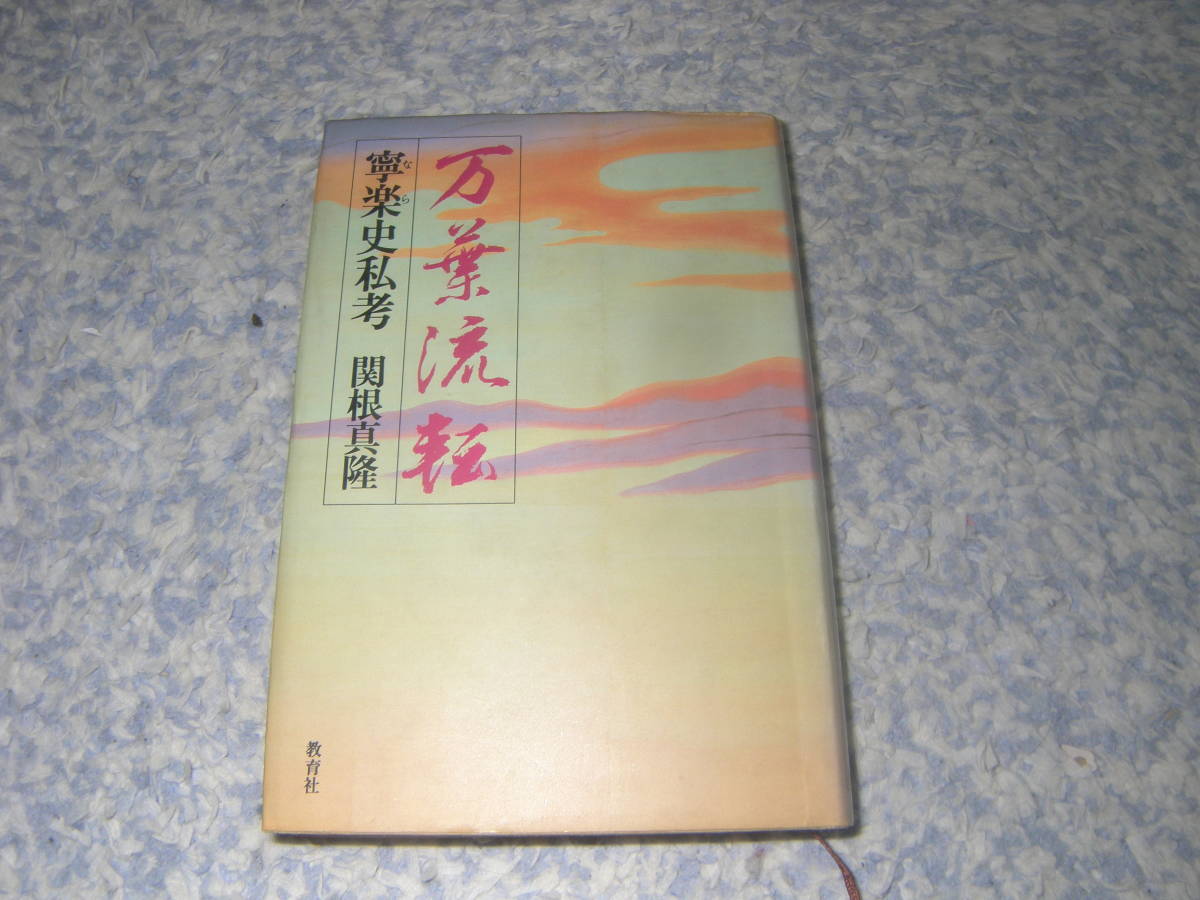 万葉流転
寧楽史私考 関根真隆
なら
教育社